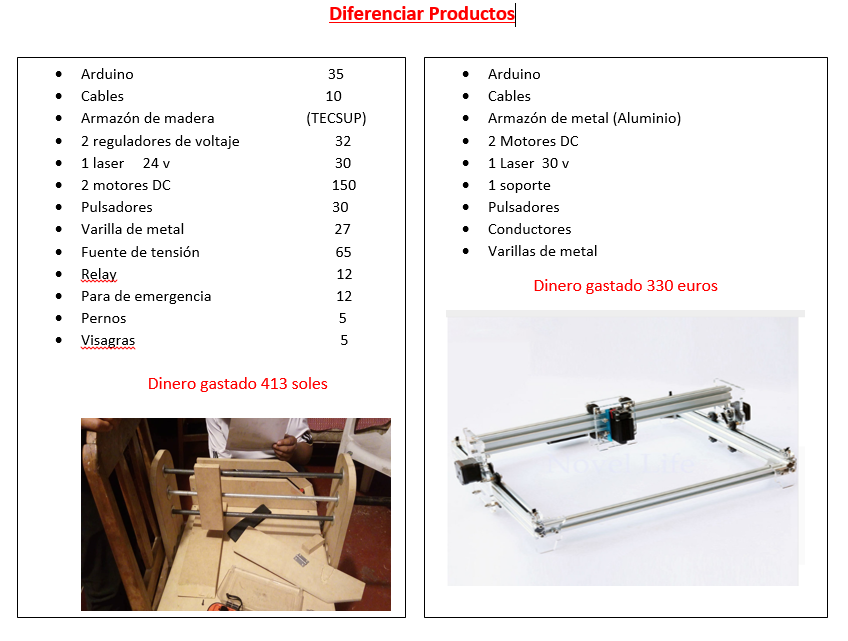 Diferenciar Productos
Arduino 35
Cables 10
Armazón de madera (TECSUP)
2 reguladores de voltaje 32
1 laser 24 v 30
2 motores DC 150
Pulsadores 30
Varilla de metal 27
Fuente de tensión 65
Relay 12
Para de emergencia 12
Pernos 5
Visagras 5
Dinero gastado 413 soles
Arduino
Cables
Armazón de metal (Aluminio)
2 Motores DC
1 Laser 30 v
1 soporte
Pulsadores
Conductores
Varillas de metal
Dinero gastado 330 euros
Novel Life